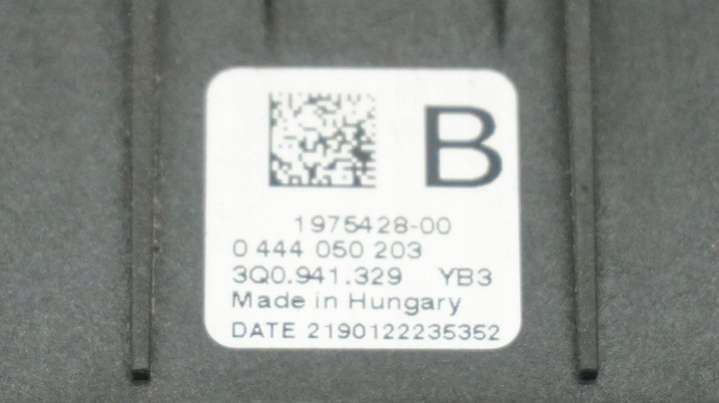 B
1975428-00
0 444 050 203
3Q0.941.329 YB3
Made in Hungary
DATE 2190122235352